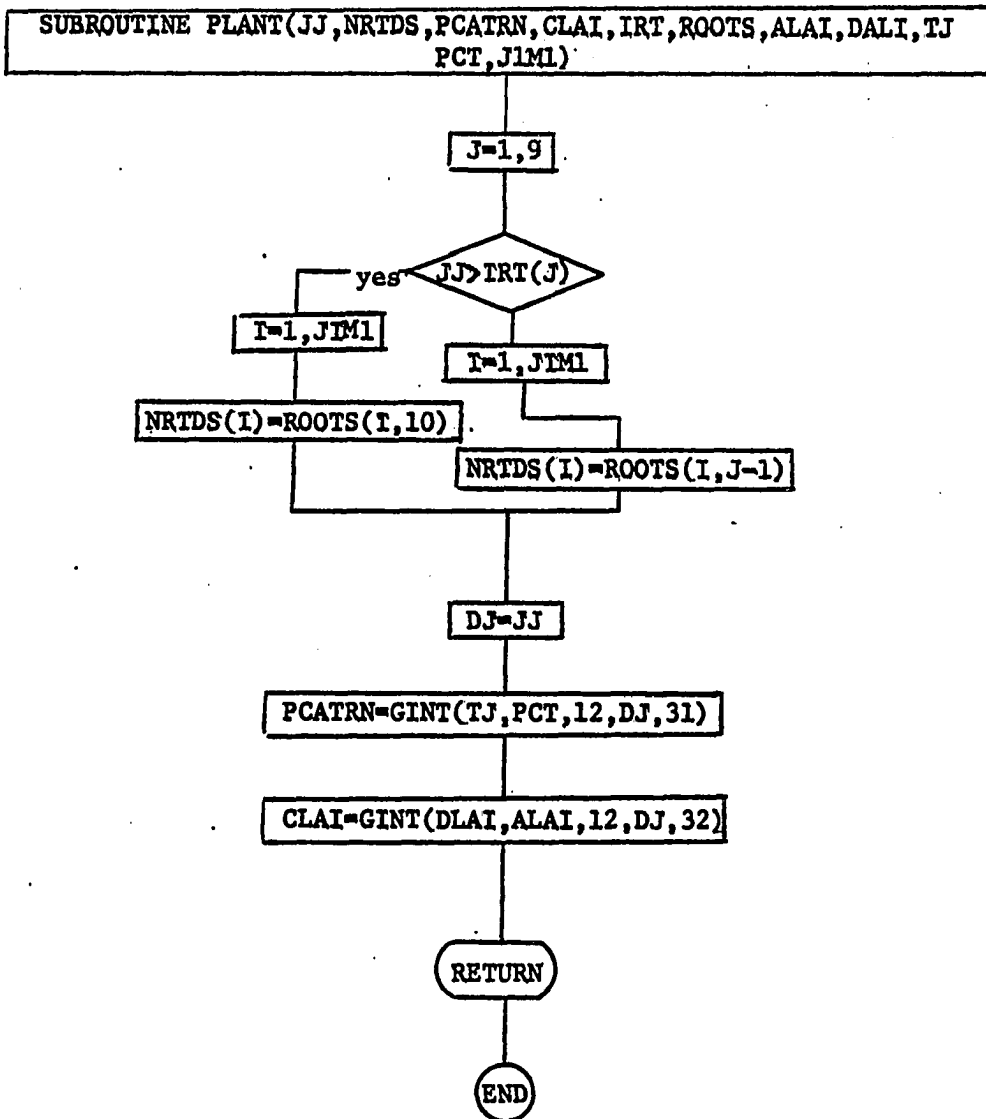 SUBROUTINE PLANT(JJ,NRTDS,PCATRN,CLAI,IRT,ROOTS,ALAI,DALI,TJ
PCT,J1M1)
J=1,9
JJ>IRT(J)
yes
I=1,J1M1
I=1,J1M1
NRTDS(I)=ROOTS(I,10)
NRTDS(I)=ROOTS(I,J-1)
DJ=JJ
PCATRN=GINT(TJ,PCT,12,DJ,31)
CLAI=GINT(DLAI,ALAI,12,DJ,32)
RETURN
END